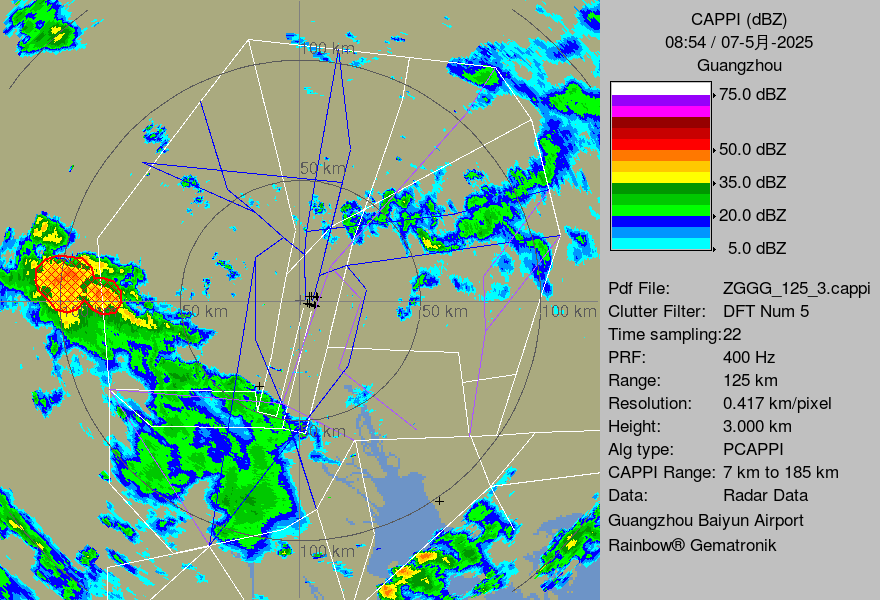 CAPPI (dBZ)
08:54 / 07-5月-2025
Guangzhou
75.0 dBZ
50.0 dBZ
35.0 dBZ
20.0 dBZ
5.0 dBZ
Pdf File: ZGGG_125_3.cappi
Clutter Filter: DFT Num 5
Time sampling:22
PRF: 400 Hz
Range: 125 km
Resolution: 0.417 km/pixel
Height: 3.000 km
Alg type: PCAPPI
CAPPI Range: 7 km to 185 km
Data: Radar Data
Guangzhou Baiyun Airport
Rainbow® Gematronik
100 km
50 km
50 km
50 km
100 km
km
100 km